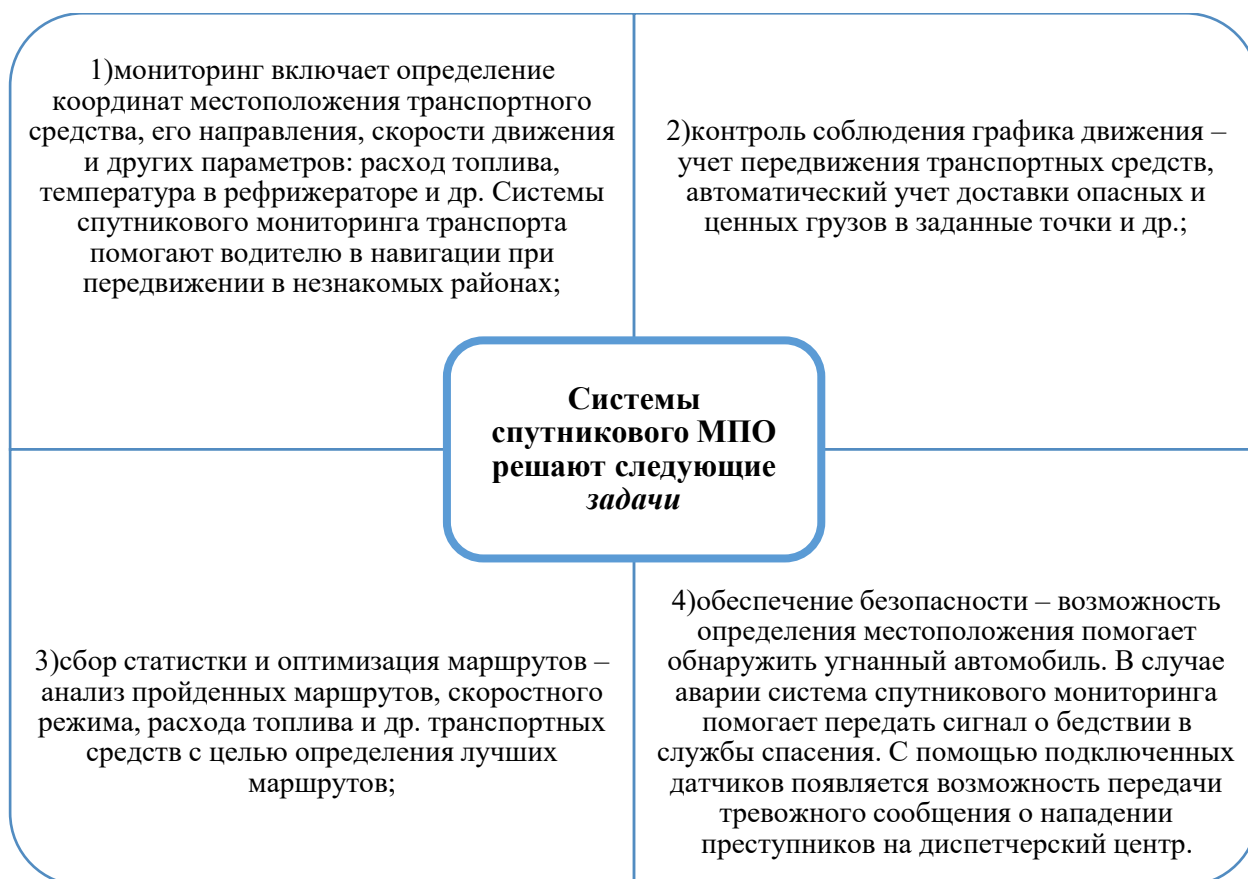 1)мониторинг включает определение
координат местоположения транспортного
средства, его направления, скорости движения
и других параметров: расход топлива,
температура в рефрижераторе и др. Системы
спутникового мониторинга транспорта
помогают водителю в навигации при
передвижении в незнакомых районах;
2)контроль соблюдения графика движения –
учет передвижения транспортных средств,
автоматический учет доставки опасных и
ценных грузов в заданные точки и др.;
Системы
спутникового МПО
решают следующие
задачи
3)сбор статистки и оптимизация маршрутов –
анализ пройденных маршрутов, скоростного
режима, расхода топлива и др. транспортных
средств с целью определения лучших
маршрутов;
4)обеспечение безопасности – возможность
определения местоположения помогает
обнаружить угнанный автомобиль. В случае
аварии система спутникового мониторинга
помогает передать сигнал о бедствии в
службы спасения. С помощью подключенных
датчиков появляется возможность передачи
тревожного сообщения о нападении
преступников на диспетчерский центр.